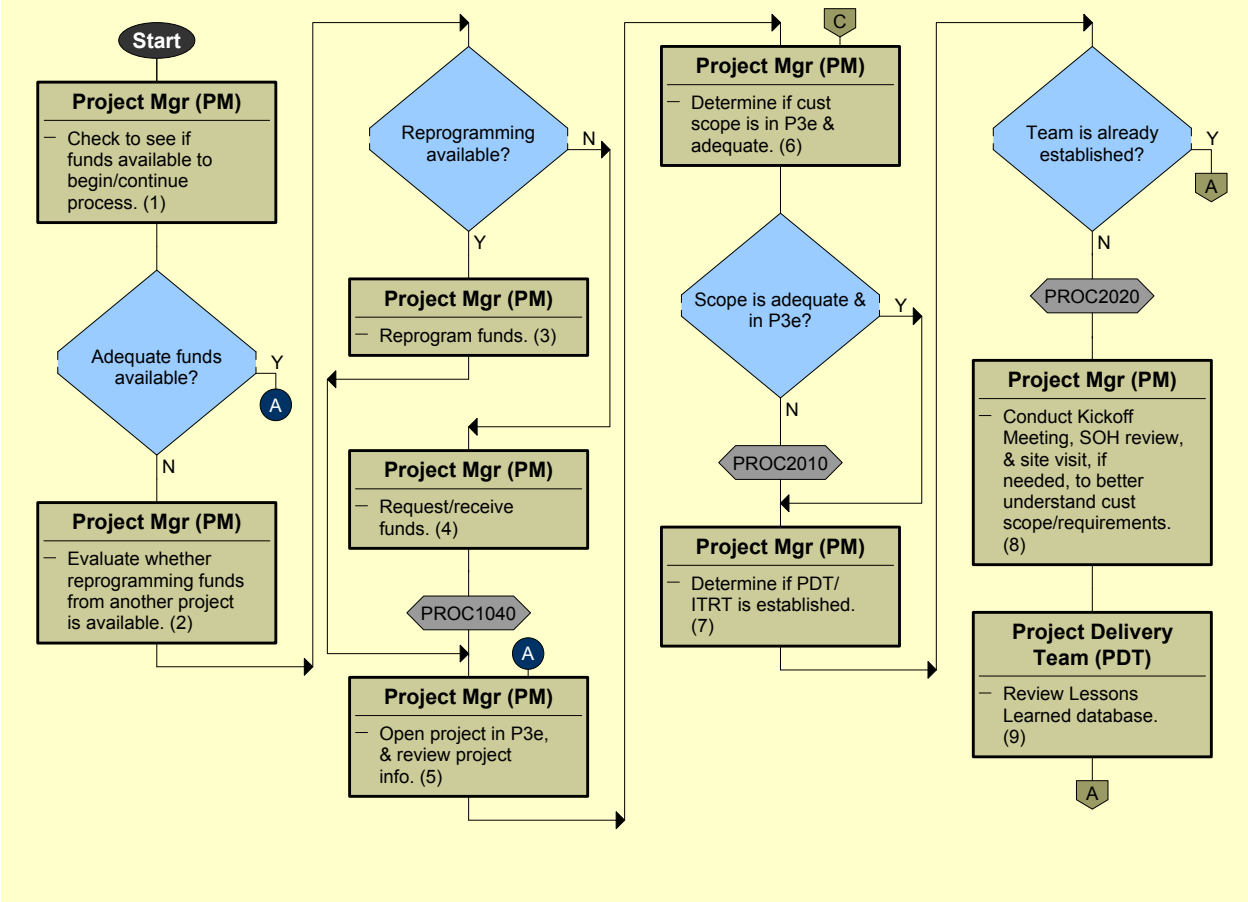 Start
Project Mgr (PM)
— Check to see if
funds available to
begin/continue
process. (1)
Adequate funds
available?
Y
A
N
Project Mgr (PM)
— Evaluate whether
reprogramming funds
from another project
is available. (2)
Reprogramming
available?
N
Y
Project Mgr (PM)
— Reprogram funds. (3)
Project Mgr (PM)
— Request/receive
funds. (4)
PROC1040
A
Project Mgr (PM)
— Open project in P3e,
& review project
info. (5)
C
Project Mgr (PM)
— Determine if cust
scope is in P3e &
adequate. (6)
Scope is adequate &
in P3e?
Y
N
PROC2010
Project Mgr (PM)
— Determine if PDT/
ITRT is established.
(7)
Team is already
established?
Y
A
N
PROC2020
Project Mgr (PM)
— Conduct Kickoff
Meeting, SOH review,
& site visit, if
needed, to better
understand cust
scope/requirements.
(8)
Project Delivery
Team (PDT)
— Review Lessons
Learned database.
(9)
A